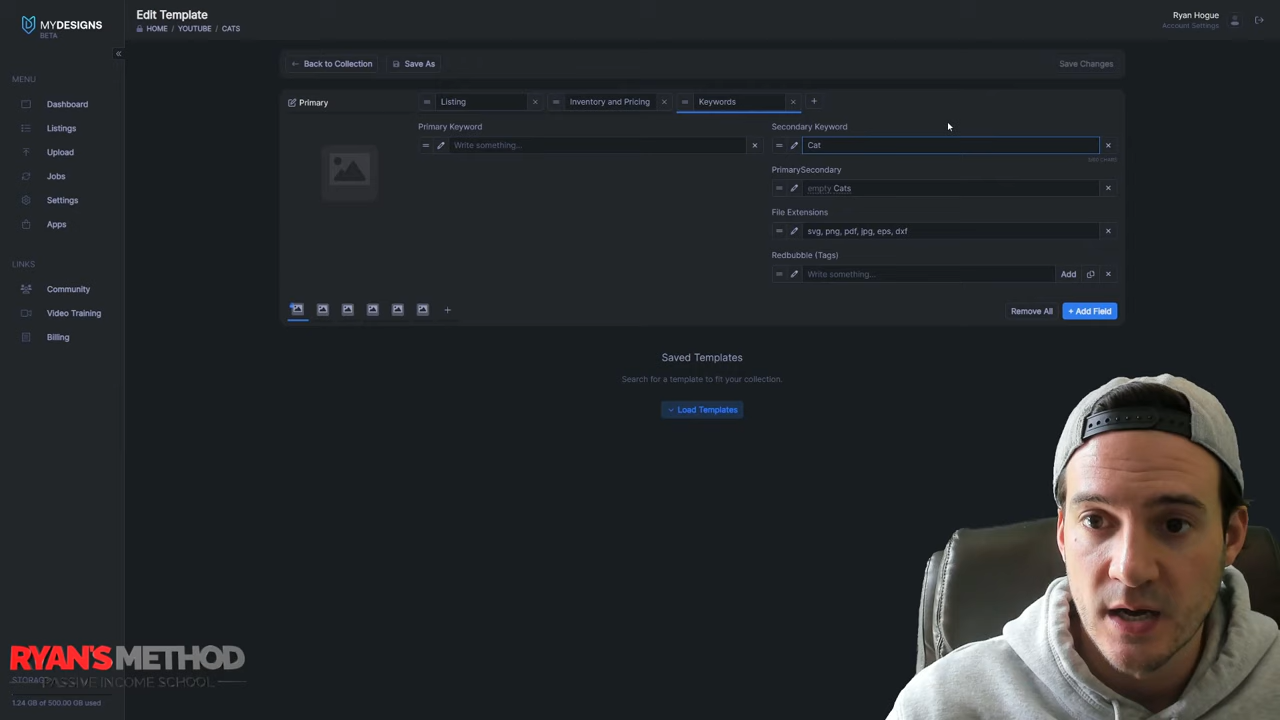 MYDESIGNS
BETA
Edit Template
HOME / YOUTUBE / CATS
Ryan Hogue
Account Settings
MENU
Dashboard
Listings
Upload
Jobs
Settings
Apps
LINKS
Community
Video Training
Billing
← Back to Collection
Save As
Save Changes
Primary
Listing
Inventory and Pricing
Keywords
Primary Keyword
Write something...
Secondary Keyword
Cat
PrimarySecondary
empty Cats
File Extensions
svg, png, pdf, jpg, eps, dxf
Redbubble (Tags)
Write something...
Add
Remove All
+ Add Field
Saved Templates
Search for a template to fit your collection.
Load Templates
RYAN'S METHOD
PASSIVE INCOME SCHOOL
1.24 GB of 500.00 GB used